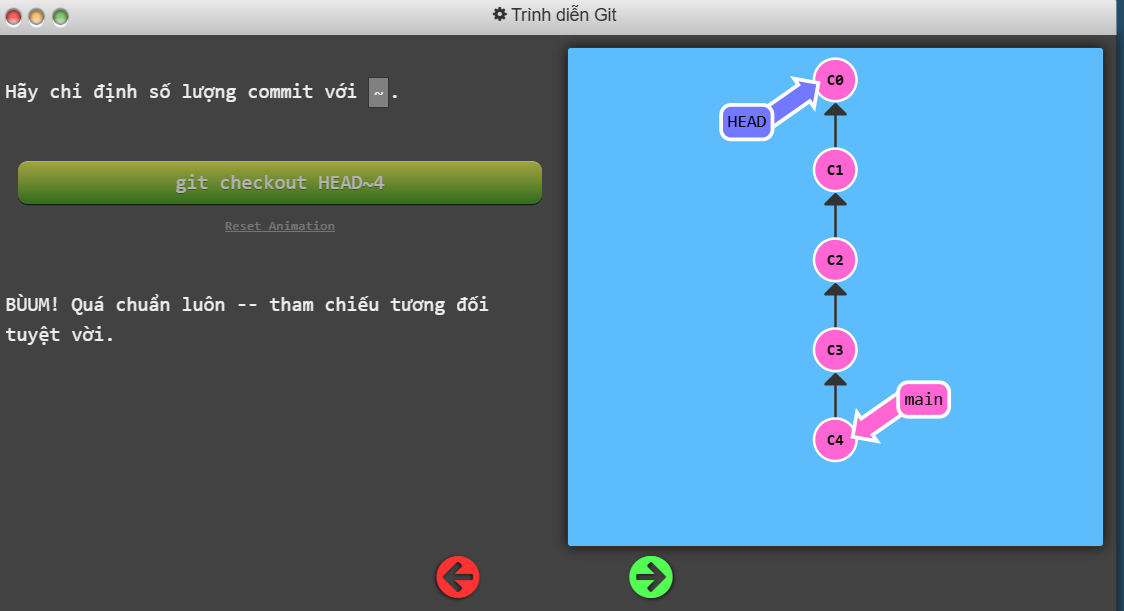 Trình diễn Git
Hãy chỉ định số lượng commit với ~.
git checkout HEAD~4
Reset Animation
BÙUM! Quá chuẩn luôn -- tham chiếu tương đối
tuyệt vời.
C0
HEAD
C1
C2
C3
main
C4